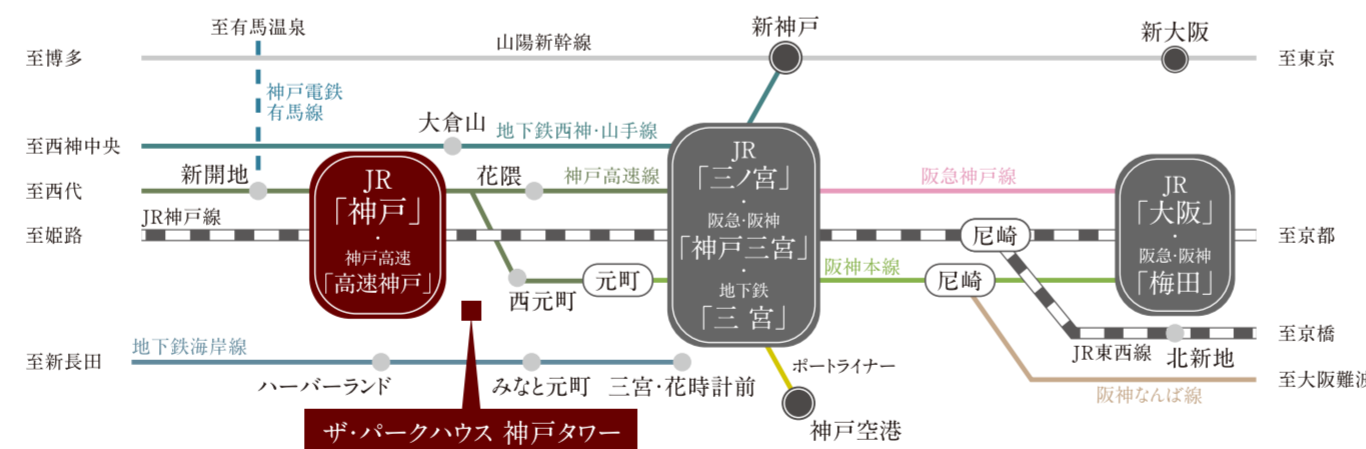 至有馬温泉
新神戸
新大阪
山陽新幹線
至博多
至東京
神戸電鉄
有馬線
大倉山
地下鉄西神・山手線
至西神中央
新開地
花隈
神戸高速線
阪急神戸線
至西代
JR神戸線
至姫路
JR
「神戸」
・
神戸高速
「高速神戸」
JR
「三ノ宮」
・
阪急・阪神
「神戸三宮」
・
地下鉄
「三 宮」
JR
「大阪」
・
阪急・阪神
「梅田」
尼崎
至京都
西元町
元町
阪神本線
尼崎
至京橋
JR東西線
北新地
地下鉄海岸線
至新長田
ハーバーランド
みなと元町
三宮・花時計前
ポートライナー
神戸空港
阪神なんば線
至大阪難波
ザ・パークハウス 神戸タワー